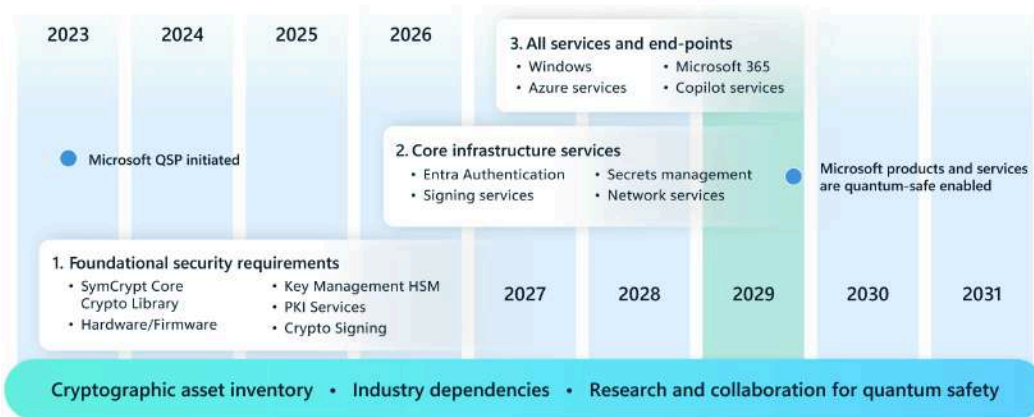 2023
2024
2025
2026
3. All services and end-points
• Windows
• Azure services
• Microsoft 365
• Copilot services
Microsoft QSP initiated
2. Core infrastructure services
• Entra Authentication
• Signing services
• Secrets management
• Network services
Microsoft products and services
are quantum-safe enabled
1. Foundational security requirements
• SymCrypt Core
Crypto Library
• Hardware/Firmware
• Key Management HSM
• PKI Services
• Crypto Signing
2027
2028
2029
2030
2031
Cryptographic asset inventory • Industry dependencies • Research and collaboration for quantum safety